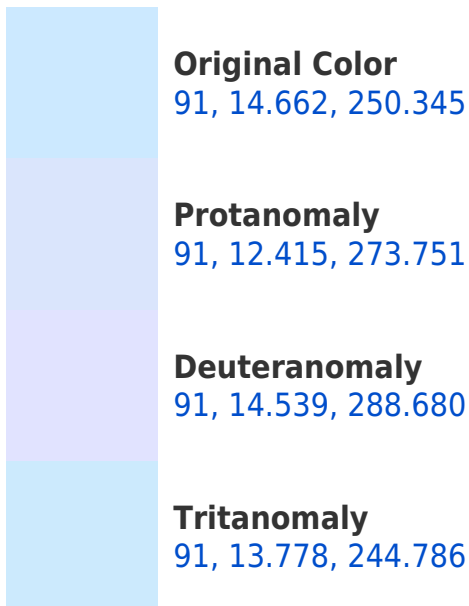 Original Color
91, 14.662, 250.345
Protanomaly
91, 12.415, 273.751
Deuteranomaly
91, 14.539, 288.680
Tritanomaly
91, 13.778, 244.786